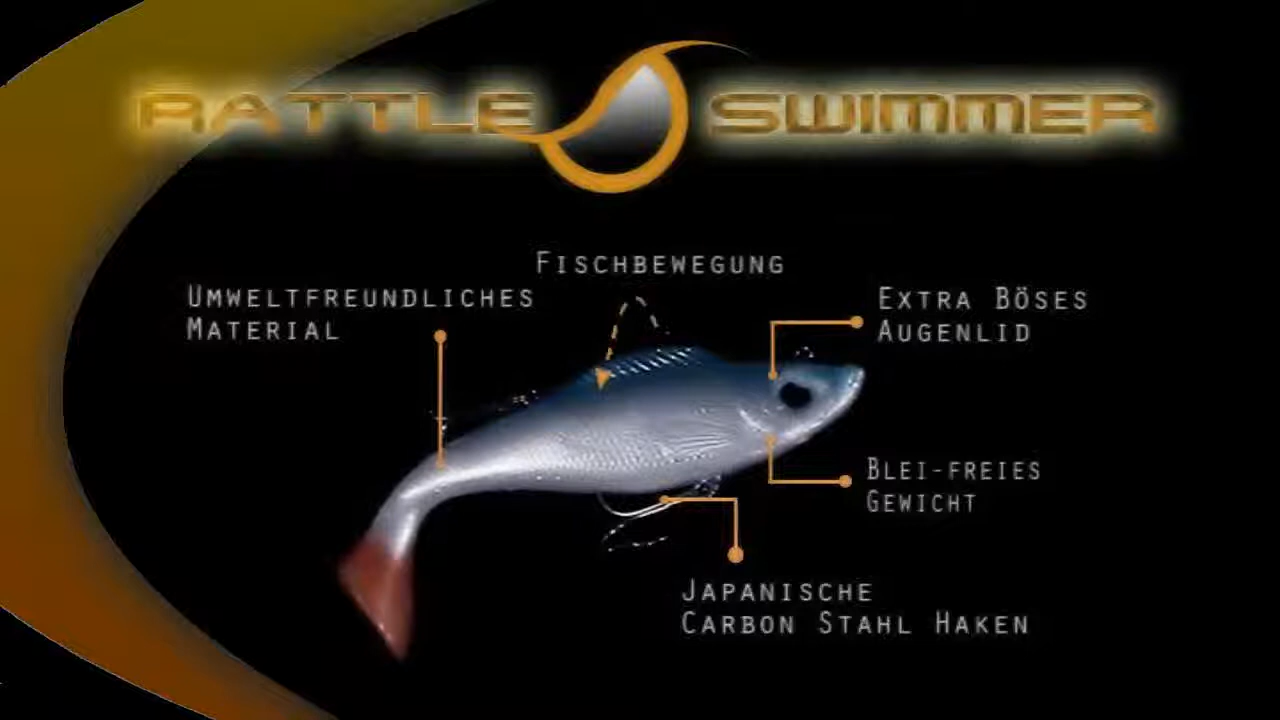 RATTLE SWIMMER
FISCHBEWEGUNG
UMWELTFREUNDLICHES
MATERIAL
EXTRA BÖSES
AUGENLID
BLEI-FREIES
GEWICHT
JAPANISCHE
CARBON STAHL HAKEN